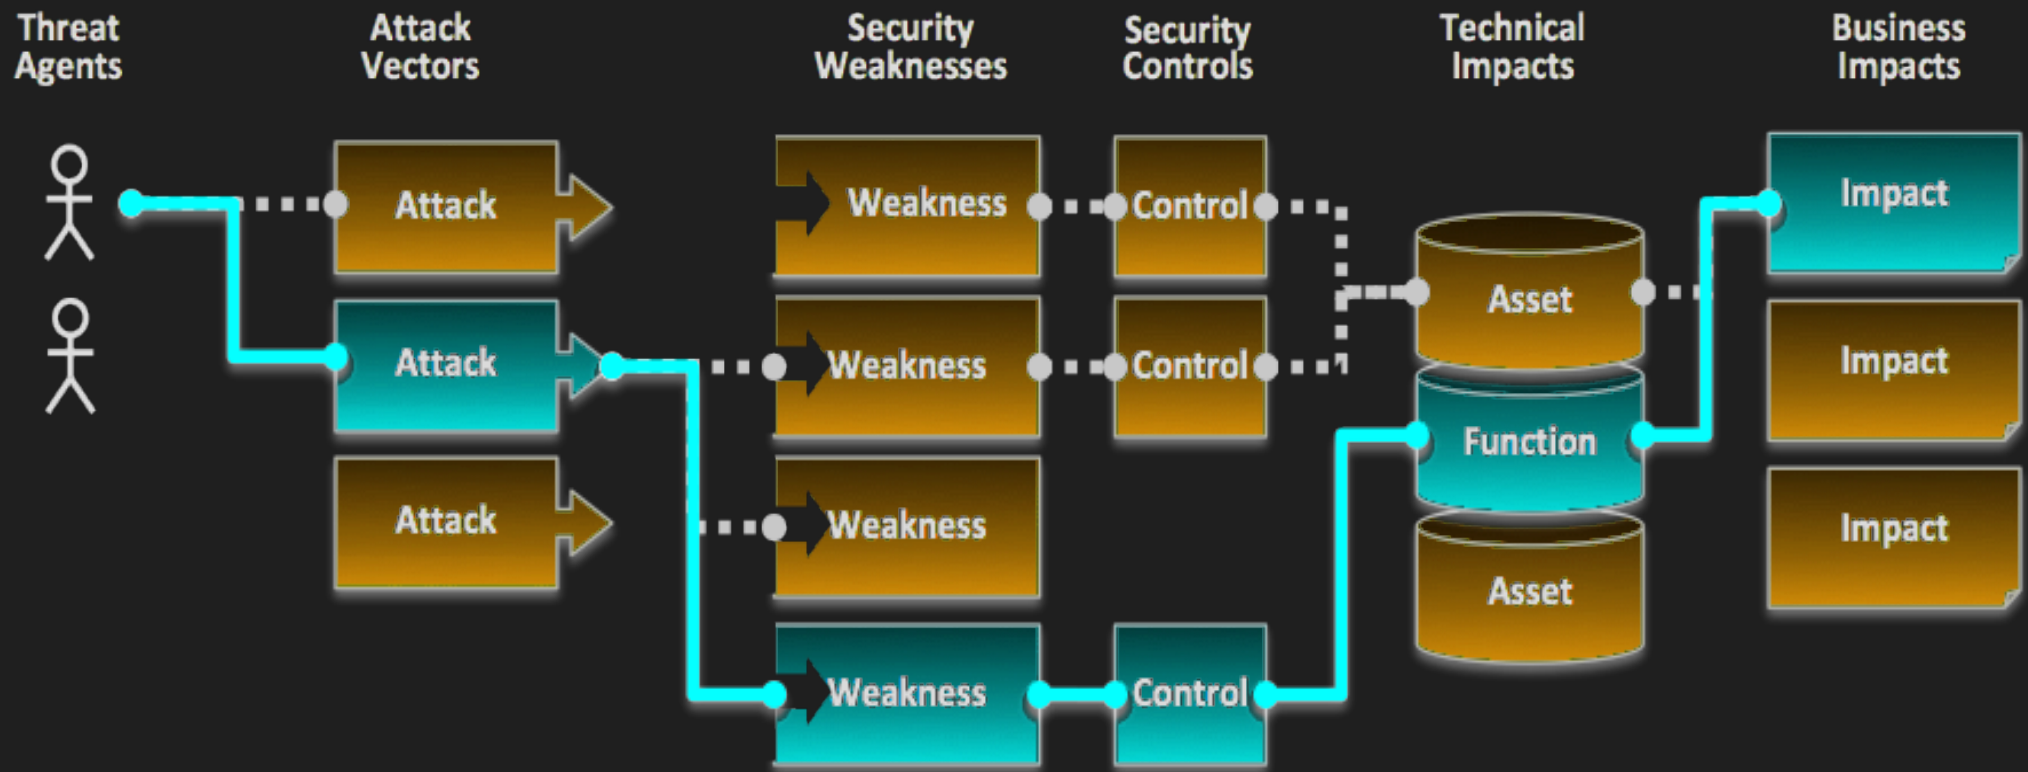 Threat
Agents
Attack
Vectors
Security
Weaknesses
Security
Controls
Technical
Impacts
Business
Impacts
Attack
Weakness
Control
Asset
Impact
Attack
Weakness
Control
Function
Impact
Attack
Weakness
Asset
Impact
Weakness
Control